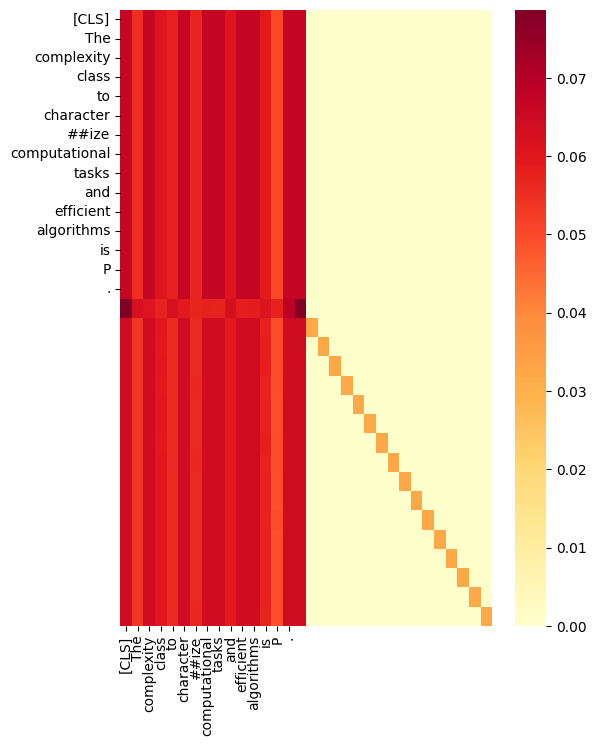 [CLS]
The
complexity
class
to
character
##ize
computational
tasks
and
efficient
algorithms
is
P
.
0.07
0.06
0.05
0.04
0.03
0.02
0.01
0.00
[CLS]
The
complexity
class
to
character
##ize
computational
tasks
and
efficient
algorithms
is
P
.